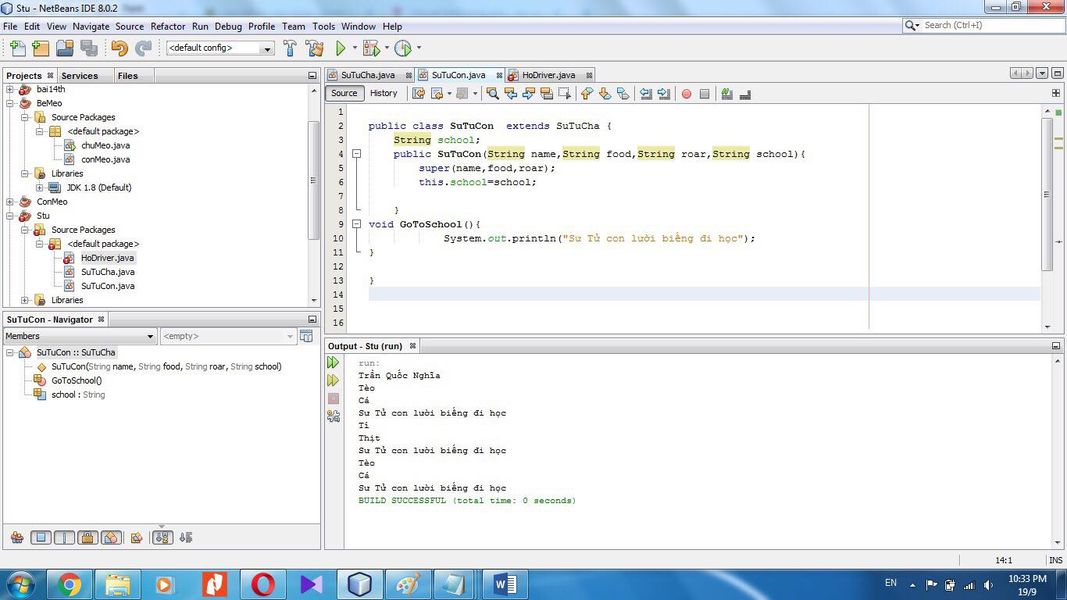 Stu - NetBeans IDE 8.0.2
File Edit View Navigate Source Refactor Run Debug Profile Team Tools Window Help
Search (Ctrl+I)
<default config>
Projects Services Files
bai14th
BeMeo
Source Packages
<default package>
chuMeo.java
conMeo.java
Libraries
JDK 1.8 (Default)
ConMeo
Stu
Source Packages
<default package>
HoDriver.java
SuTuCha.java
SuTuCon.java
Libraries
SuTuCon - Navigator
Members <empty>
SuTuCon :: SuTuCha
SuTuCon(String name, String food, String roar, String school)
GoToSchool()
school : String
SuTuCha.java SuTuCon.java HoDriver.java
Source History
1
2 public class SuTuCon extends SuTuCha {
3 String school;
4 public SuTuCon(String name,String food,String roar,String school){
5 super(name,food,roar);
6 this.school=school;
7
8 }
9 void GoToSchool(){
10 System.out.println("Sư Tử con lười biếng đi học");
11 }
12
13 }
14
15
16
Output - Stu (run)
run:
Trần Quốc Nghĩa
Tèo
Cá
Sư Tử con lười biếng đi học
Tí
Thịt
Sư Tử con lười biếng đi học
Tèo
Cá
Sư Tử con lười biếng đi học
BUILD SUCCESSFUL (total time: 0 seconds)
14:1 INS
EN
10:33 PM
19/9